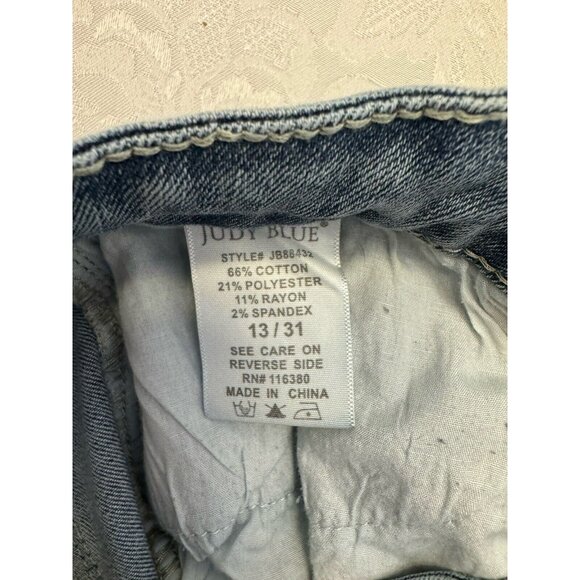 JUDY BLUE®
STYLE# JB88432
66% COTTON
21% POLYESTER
11% RAYON
2% SPANDEX
13 / 31
SEE CARE ON
REVERSE SIDE
RN# 116380
MADE IN CHINA